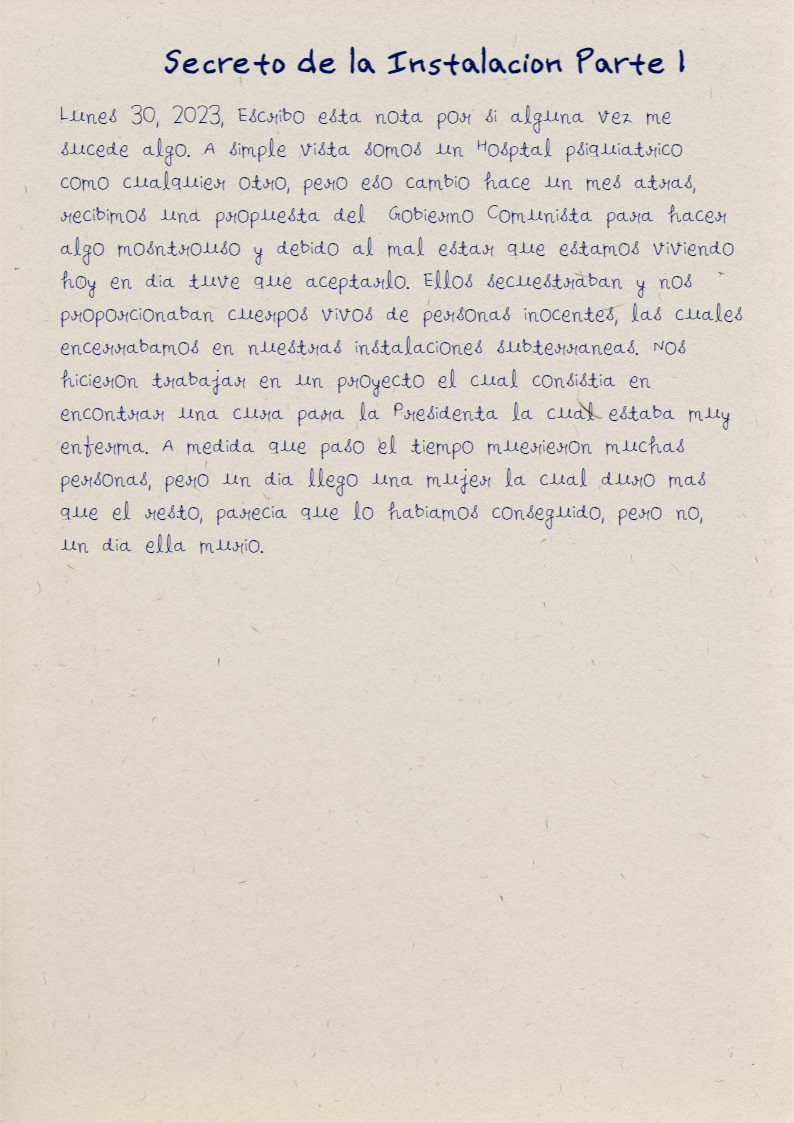 Secreto de la Instalacion Parte 1
Lunes 30, 2023, Escribo esta nota por si alguna vez me
sucede algo. A simple vista somos un Hosptal psiquiatrico
como cualquier otro, pero eso cambio hace un mes atras,
recibimos una propuesta del Gobierno Comunista para hacer
algo mosntrouso y debido al mal estar que estamos viviendo
hoy en dia tuve que aceptarlo. Ellos secuestraban y nos
proporcionaban cuerpos vivos de personas inocentes, las cuales
encerrabamos en nuestras instalaciones subterraneas. Nos
hicieron trabajar en un proyecto el cual consistia en
encontrar una cura para la Presidenta la cual estaba muy
enferma. A medida que paso el tiempo muerieron muchas
personas, pero un dia llego una mujer la cual duro mas
que el resto, parecia que lo habiamos conseguido, pero no,
un dia ella murio.